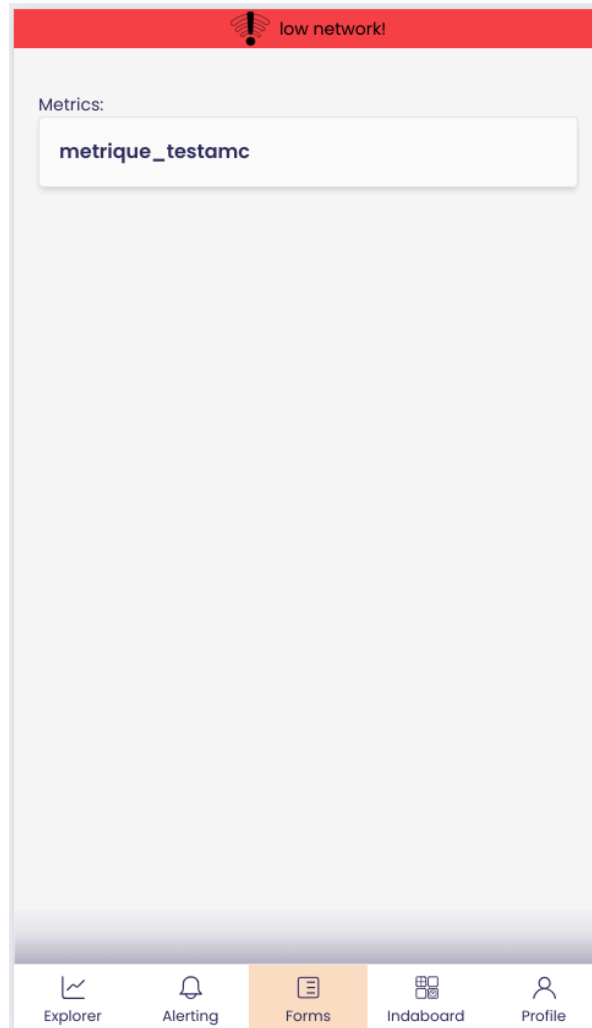 low network!
Metrics:
metrique_testamc
Explorer
Alerting
Forms
Indaboard
Profile